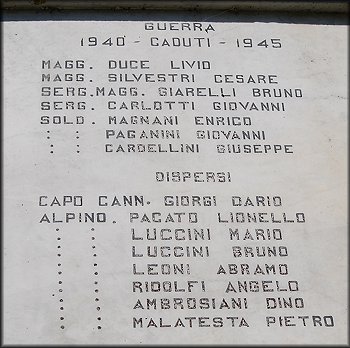 GUERRA
1940 - CADUTI - 1945
MAGG. DUCE LIVIO
MAGG. SILVESTRI CESARE
SERG.MAGG. GIARELLI BRUNO
SERG. CARLOTTI GIOVANNI
SOLD. MAGNANI ENRICO
: : PAGANINI GIOVANNI
: : CARDELLINI GIUSEPPE
DISPERSI
CAPO CANN. GIORGI DARIO
ALPINO. PACATO LIONELLO
: : LUCCINI MARIO
: : LUCCINI BRUNO
: : LEONI ABRAMO
: : RIDOLFI ANGELO
: : AMBROSIANI DINO
: : MALATESTA PIETRO